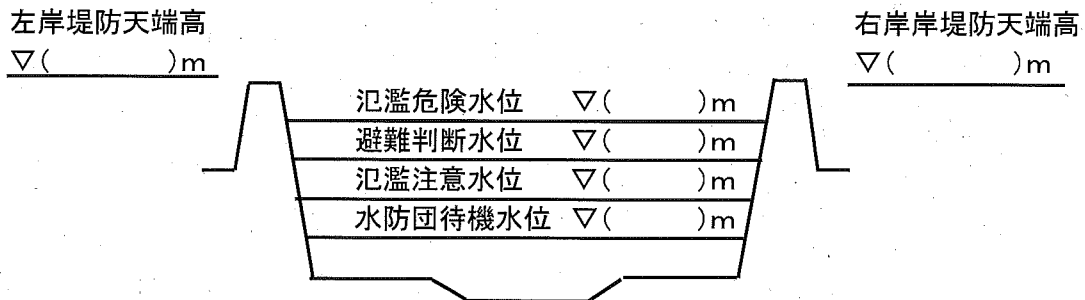 左岸堤防天端高
▽(　　　)m
右岸岸堤防天端高
▽(　　　)m
氾濫危険水位　▽(　　　)m
避難判断水位　▽(　　　)m
氾濫注意水位　▽(　　　)m
水防団待機水位　▽(　　　)m